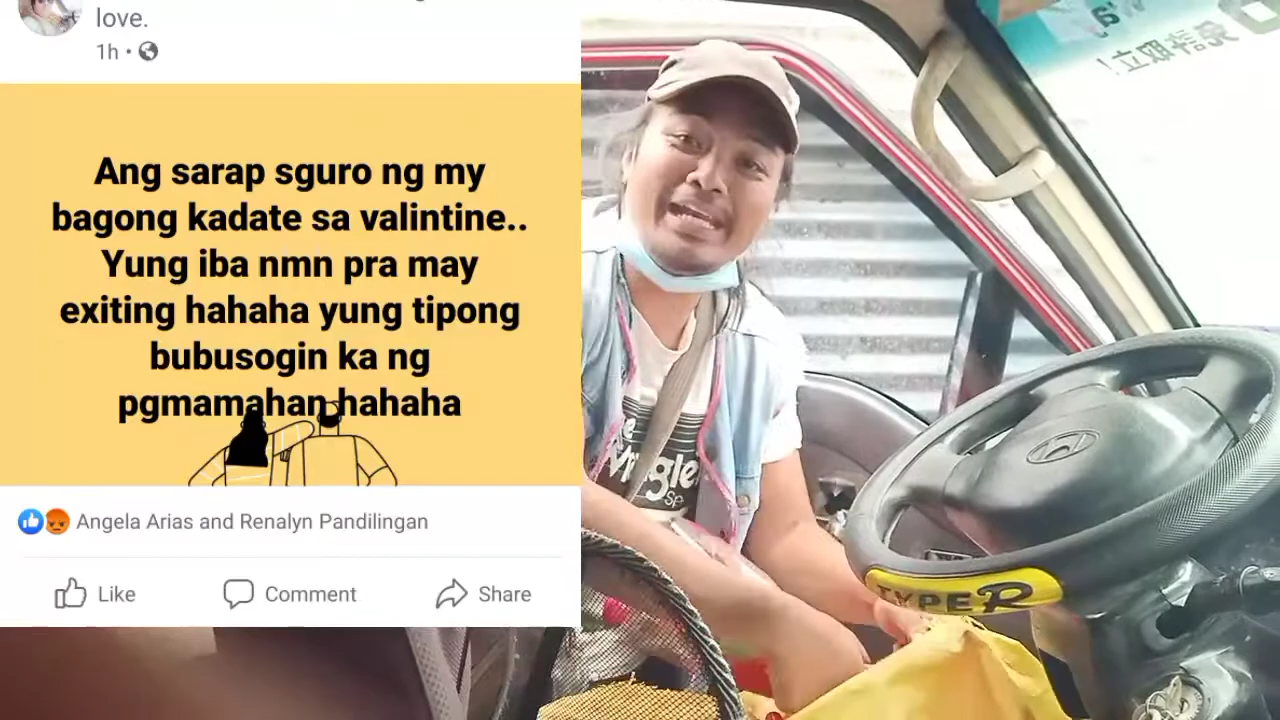 love.
1h
Ang sarap sguro ng my
bagong kadate sa valintine..
Yung iba nmn pra may
exiting hahaha yung tipong
bubusogin ka ng
pgmamahan hahaha
Angela Arias and Renalyn Pandilingan
Like
Comment
Share
Wrangler
TYPE R